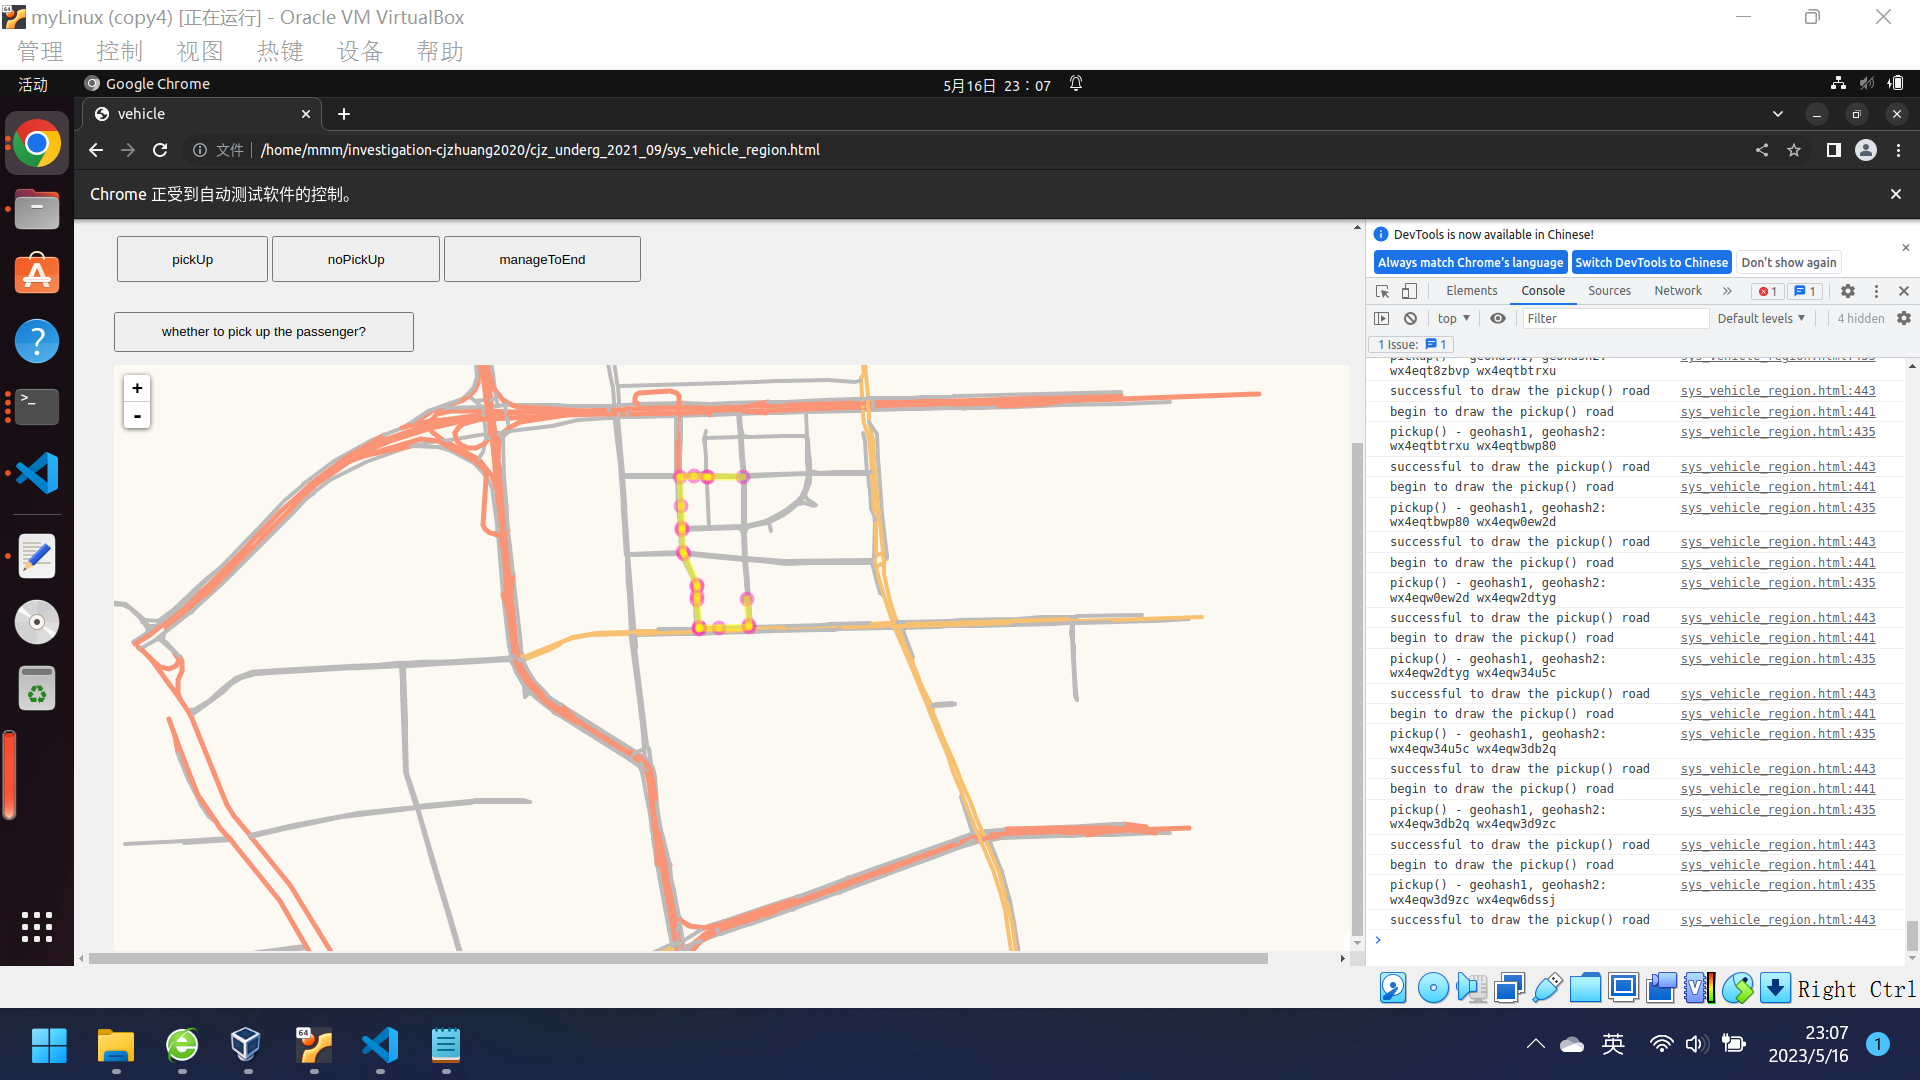 myLinux (copy4) [正在运行] - Oracle VM VirtualBox
管理 控制 视图 热键 设备 帮助
活动 Google Chrome 5月16日 23：07
vehicle
文件 /home/mmm/investigation-cjzhuang2020/cjz_underg_2021_09/sys_vehicle_region.html
Chrome 正受到自动测试软件的控制。
pickUp noPickUp manageToEnd
whether to pick up the passenger?
+
-
DevTools is now available in Chinese!
Always match Chrome's language Switch DevTools to Chinese Don't show again
Elements Console Sources Network » 1 1
top Filter Default levels 4 hidden
1 Issue: 1
pickup() - geohash1, geohash2: sys_vehicle_region.html:435
wx4eqt8zbvp wx4eqtbtrxu
successful to draw the pickup() road sys_vehicle_region.html:443
begin to draw the pickup() road sys_vehicle_region.html:441
pickup() - geohash1, geohash2: sys_vehicle_region.html:435
wx4eqtbtrxu wx4eqtbwp80
successful to draw the pickup() road sys_vehicle_region.html:443
begin to draw the pickup() road sys_vehicle_region.html:441
pickup() - geohash1, geohash2: sys_vehicle_region.html:435
wx4eqtbwp80 wx4eqw0ew2d
successful to draw the pickup() road sys_vehicle_region.html:443
begin to draw the pickup() road sys_vehicle_region.html:441
pickup() - geohash1, geohash2: sys_vehicle_region.html:435
wx4eqw0ew2d wx4eqw2dtyg
successful to draw the pickup() road sys_vehicle_region.html:443
begin to draw the pickup() road sys_vehicle_region.html:441
pickup() - geohash1, geohash2: sys_vehicle_region.html:435
wx4eqw2dtyg wx4eqw34u5c
successful to draw the pickup() road sys_vehicle_region.html:443
begin to draw the pickup() road sys_vehicle_region.html:441
pickup() - geohash1, geohash2: sys_vehicle_region.html:435
wx4eqw34u5c wx4eqw3db2q
successful to draw the pickup() road sys_vehicle_region.html:443
begin to draw the pickup() road sys_vehicle_region.html:441
pickup() - geohash1, geohash2: sys_vehicle_region.html:435
wx4eqw3db2q wx4eqw3d9zc
successful to draw the pickup() road sys_vehicle_region.html:443
begin to draw the pickup() road sys_vehicle_region.html:441
pickup() - geohash1, geohash2: sys_vehicle_region.html:435
wx4eqw3d9zc wx4eqw6dssj
successful to draw the pickup() road sys_vehicle_region.html:443
Right Ctrl
64
英
23:07
2023/5/16
1